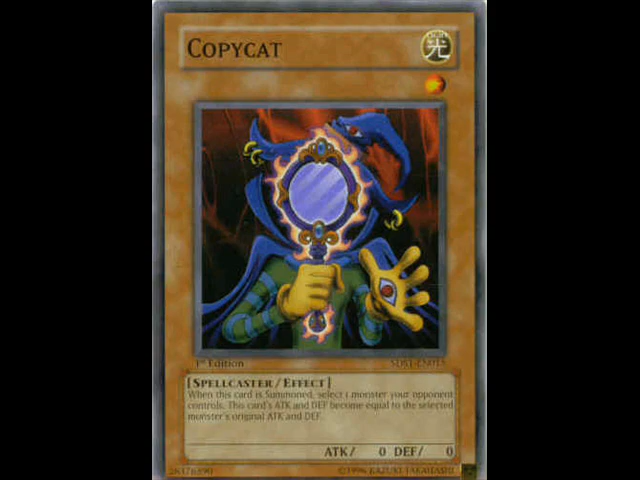 COPYCAT
光
1st Edition
[SPELLCASTER / EFFECT]
When this card is Summoned, select 1 monster your opponent
controls. This card's ATK and DEF become equal to the selected
monster's original ATK and DEF.
ATK/ 0 DEF/ 0
©1996 KAZUKI TAKAHASHI